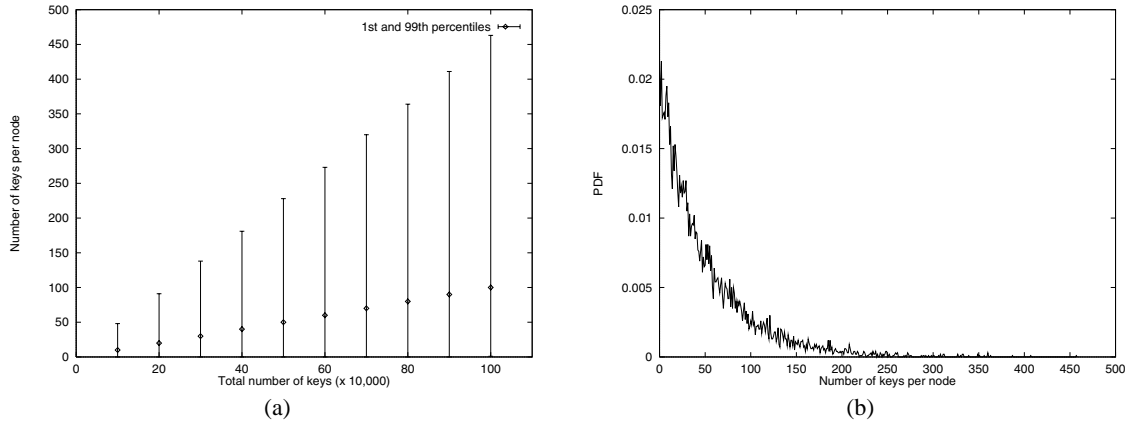 500
450
400
350
300
250
200
150
100
50
0
Number of keys per node
1st and 99th percentiles
0 20 40 60 80 100
Total number of keys (x 10,000)
(a)
0.025
0.02
0.015
0.01
0.005
0
PDF
0 50 100 150 200 250 300 350 400 450 500
Number of keys per node
(b)